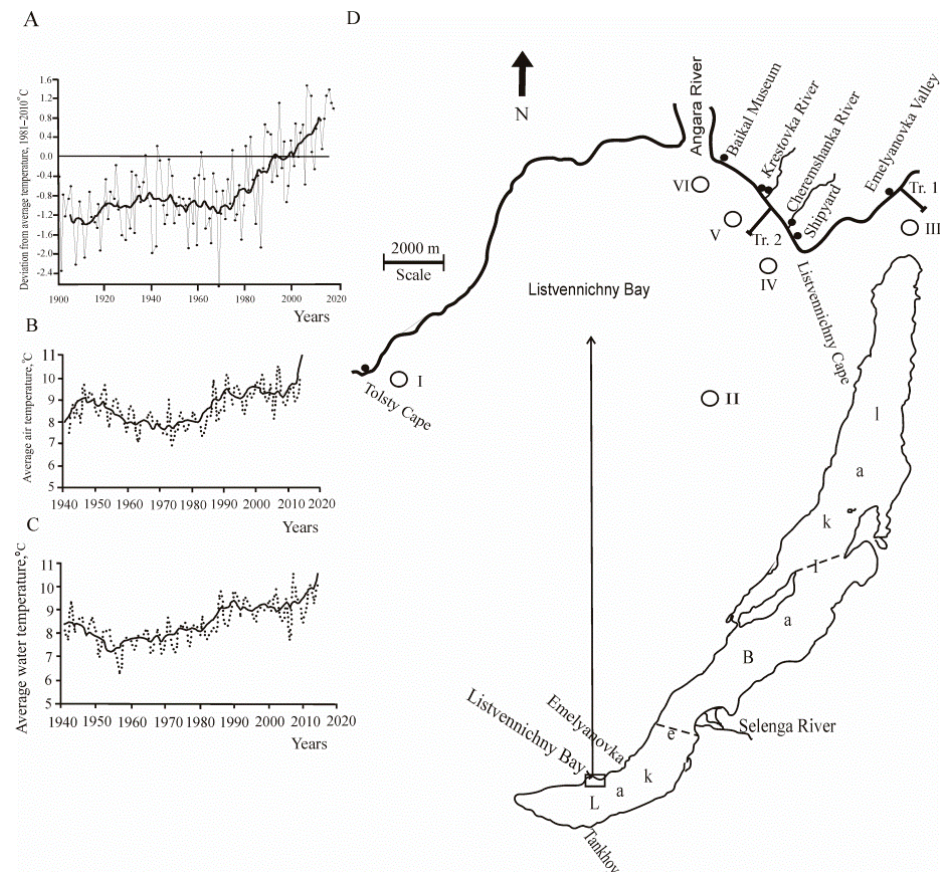 A
Deviation from average temperature, 1981–2010°C
1.6
1.2
0.8
0.4
0.0
-0.4
-0.8
-1.2
-1.6
-2.0
-2.4
1900 1920 1940 1960 1980 2000 2020
Years
B
Average air temperature,°C
11
10
9
8
7
6
5
1940 1950 1960 1970 1980 1990 2000 2010 2020
Years
C
Average water temperature,°C
11
10
9
8
7
6
5
1940 1950 1960 1970 1980 1990 2000 2010 2020
Years
D
N
Angara River
Baikal Museum
Krestovka River
Cheremshanka River
Shipyard
Emelyanovka Valley
Tr. 1
Tr. 2
VI
V
IV
III
2000 m
Scale
Listvennichny Bay
Listvennichny Cape
I
Tolsty Cape
II
l
a
k
I
a
B
e
k
a
L
Selenga River
Emelyanovka
Listvennichny Bay
Tankhoy